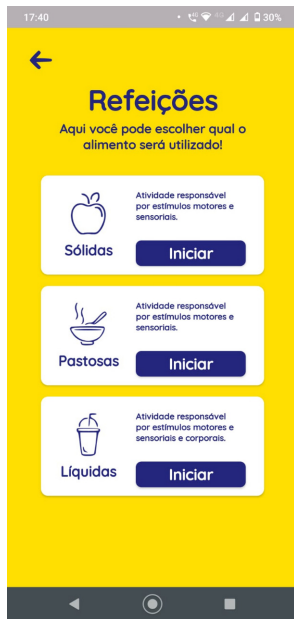 17:40
4G 30%
Refeições
Aqui você pode escolher qual o
alimento será utilizado!
Atividade responsável
por estímulos motores e
sensoriais.
Sólidas
Iniciar
Atividade responsável
por estímulos motores e
sensoriais.
Pastosas
Iniciar
Atividade responsável
por estímulos motores e
sensoriais e corporais.
Líquidas
Iniciar